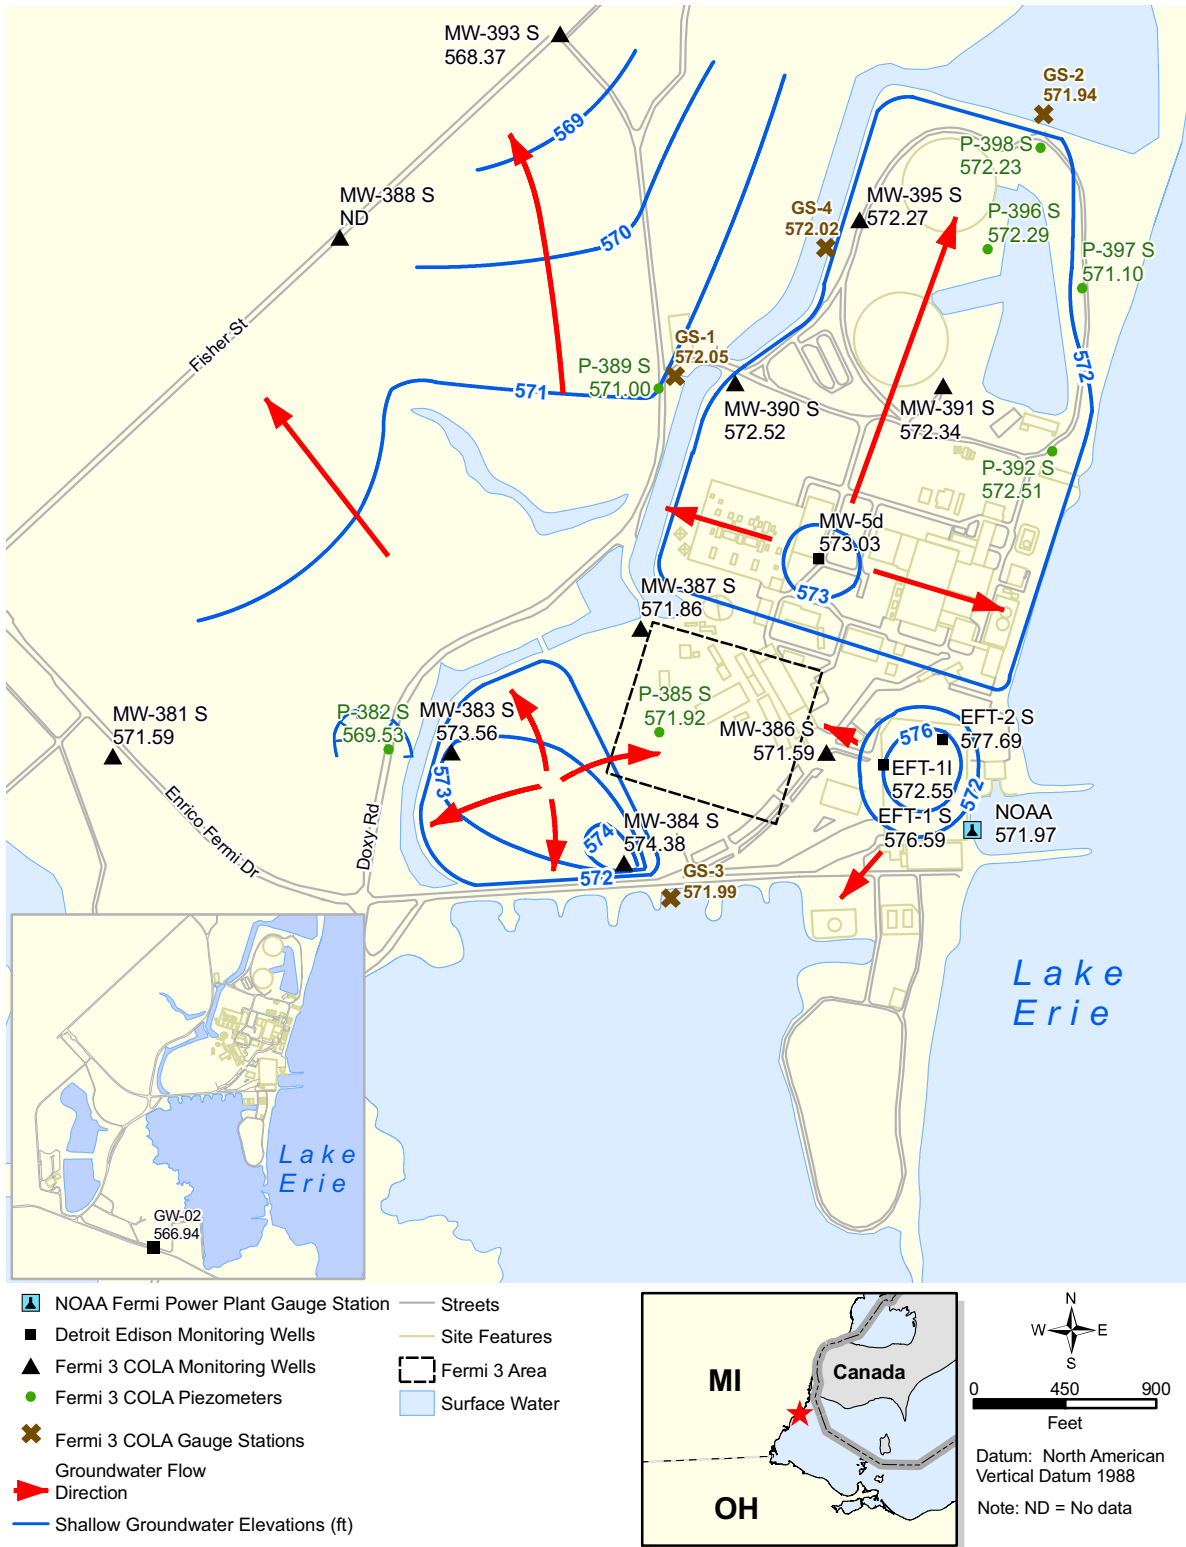 MW-393 S
568.37
GS-2
571.94
569
P-398 S
572.23
MW-388 S
ND
MW-395 S
572.27
GS-4
572.02
P-396 S
572.29
570
P-397 S
571.10
Fisher St
GS-1
572.05
P-389 S
571.00
571
572
MW-390 S
572.52
MW-391 S
572.34
P-392 S
572.51
MW-5d
573.03
573
MW-387 S
571.86
MW-381 S
571.59
P-382 S
569.53
MW-383 S
573.56
P-385 S
571.92
MW-386 S
571.59
576
EFT-2 S
577.69
EFT-1I
572.55
572
EFT-1 S
576.59
NOAA
571.97
573
574
MW-384 S
574.38
572
GS-3
571.99
Enrico Fermi Dr
Doxy Rd
Lake
Erie
Lake
Erie
GW-02
566.94
NOAA Fermi Power Plant Gauge Station
Detroit Edison Monitoring Wells
Fermi 3 COLA Monitoring Wells
Fermi 3 COLA Piezometers
Fermi 3 COLA Gauge Stations
Groundwater Flow
Direction
Shallow Groundwater Elevations (ft)
Streets
Site Features
Fermi 3 Area
Surface Water
MI
Canada
OH
N
W E
S
0 450 900
Feet
Datum: North American
Vertical Datum 1988
Note: ND = No data